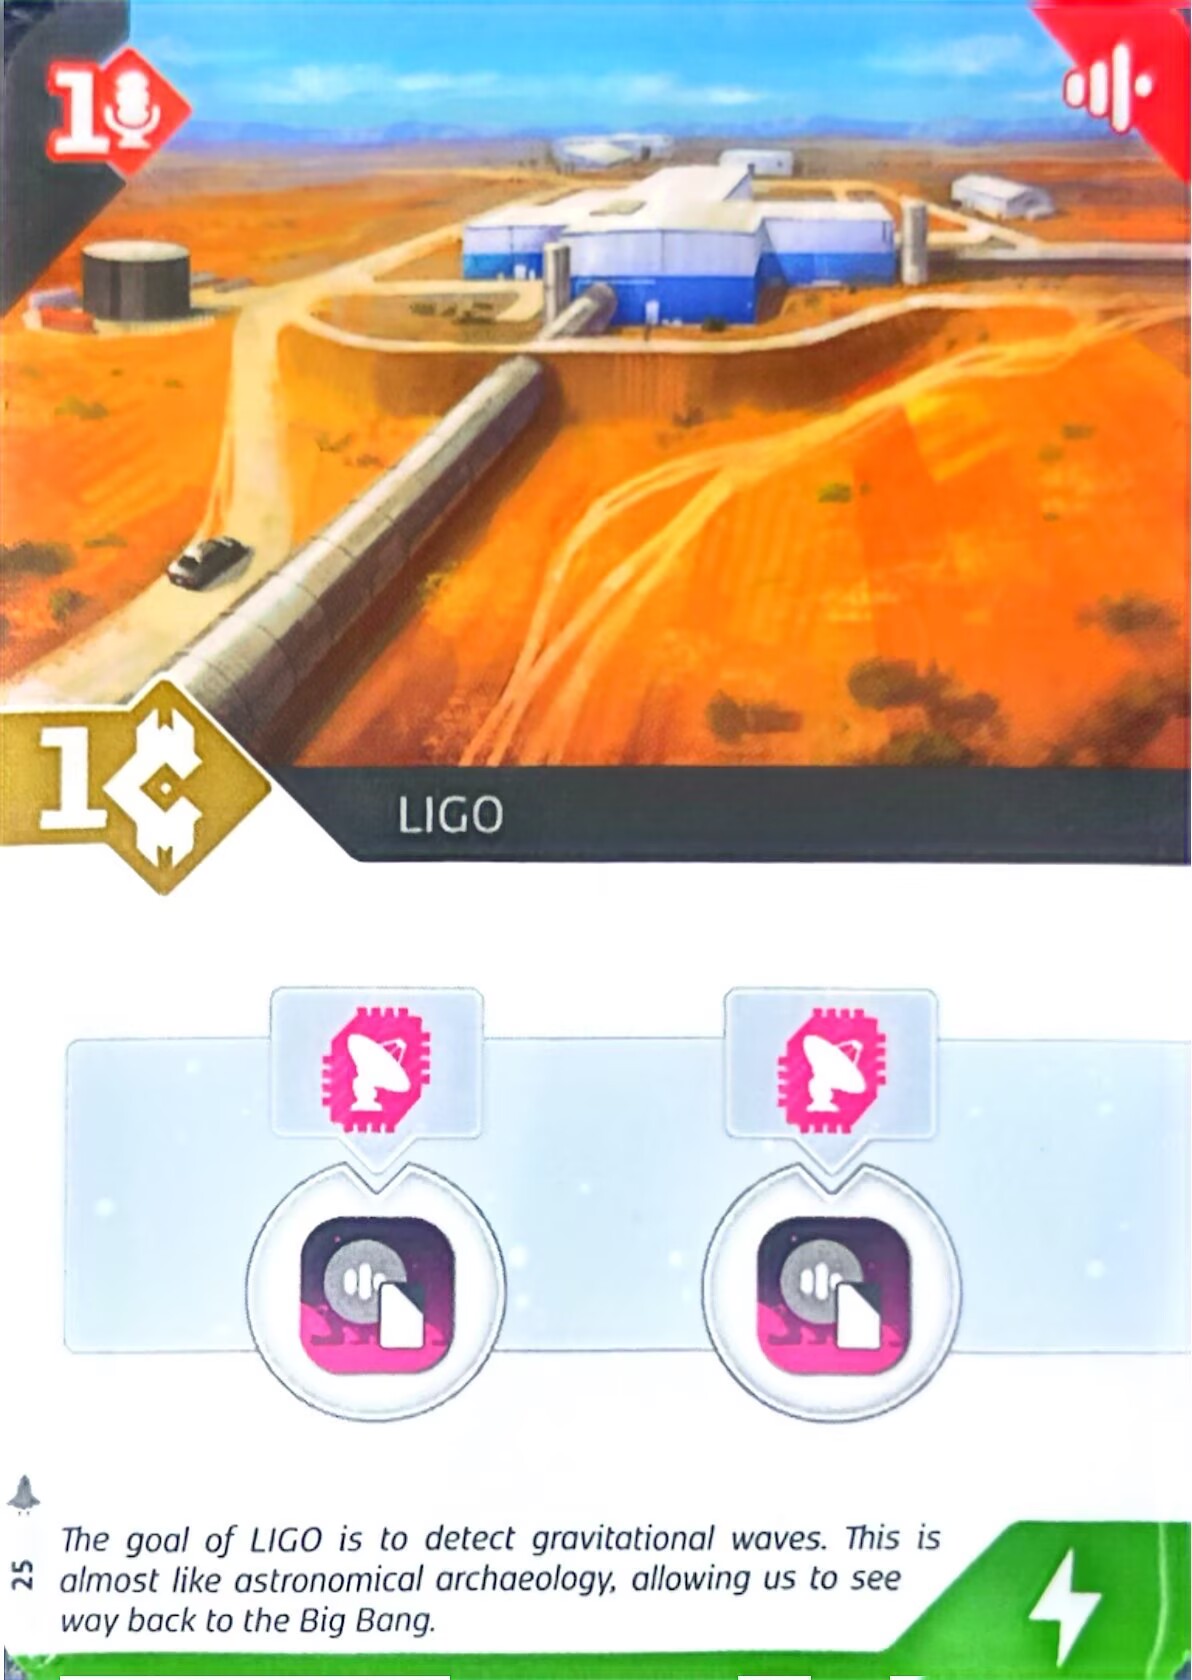 1
1
LIGO
The goal of LIGO is to detect gravitational waves. This is
almost like astronomical archaeology, allowing us to see
way back to the Big Bang.
25